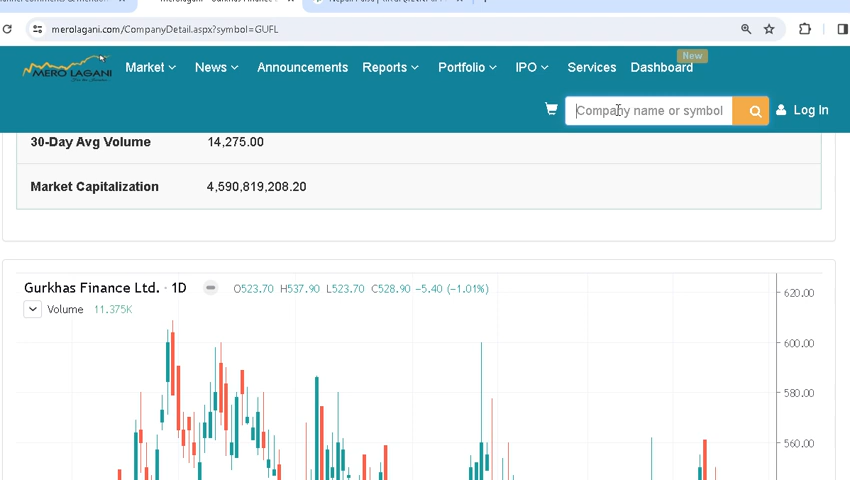 merolagani.com/CompanyDetail.aspx?symbol=GUFL
MERO LAGANI
Market
News
Announcements
Reports
Portfolio
IPO
Services
Dashboard
New
Company name or symbol
Log In
30-Day Avg Volume 14,275.00
Market Capitalization 4,590,819,208.20
Gurkhas Finance Ltd. · 1D O523.70 H537.90 L523.70 C528.90 −5.40 (−1.01%)
Volume 11.375K
620.00
600.00
580.00
560.00